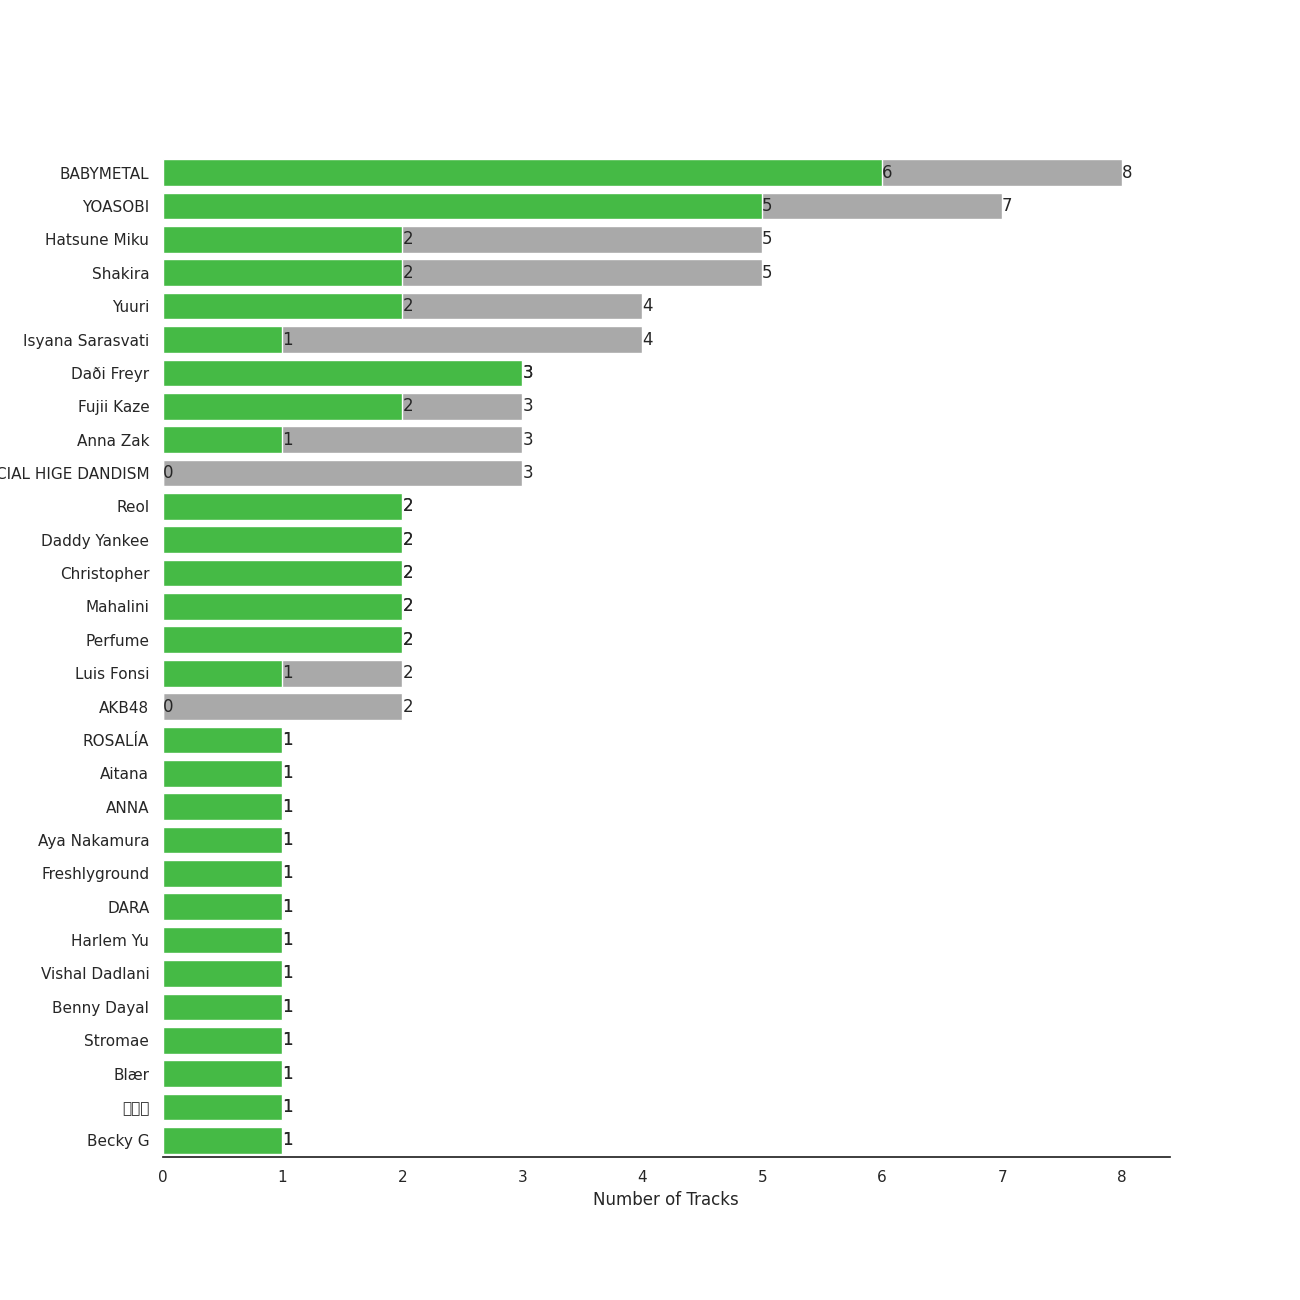 BABYMETAL 6 8
YOASOBI 5 7
Hatsune Miku 2 5
Shakira 2 5
Yuuri 2 4
Isyana Sarasvati 1 4
Daði Freyr 3
Fujii Kaze 2 3
Anna Zak 1 3
CIAL HIGE DANDISM 0 3
Reol 2
Daddy Yankee 2
Christopher 2
Mahalini 2
Perfume 2
Luis Fonsi 1 2
AKB48 0 2
ROSALÍA 1
Aitana 1
ANNA 1
Aya Nakamura 1
Freshlyground 1
DARA 1
Harlem Yu 1
Vishal Dadlani 1
Benny Dayal 1
Stromae 1
Blær 1
1
Becky G 1
0 1 2 3 4 5 6 7 8
Number of Tracks